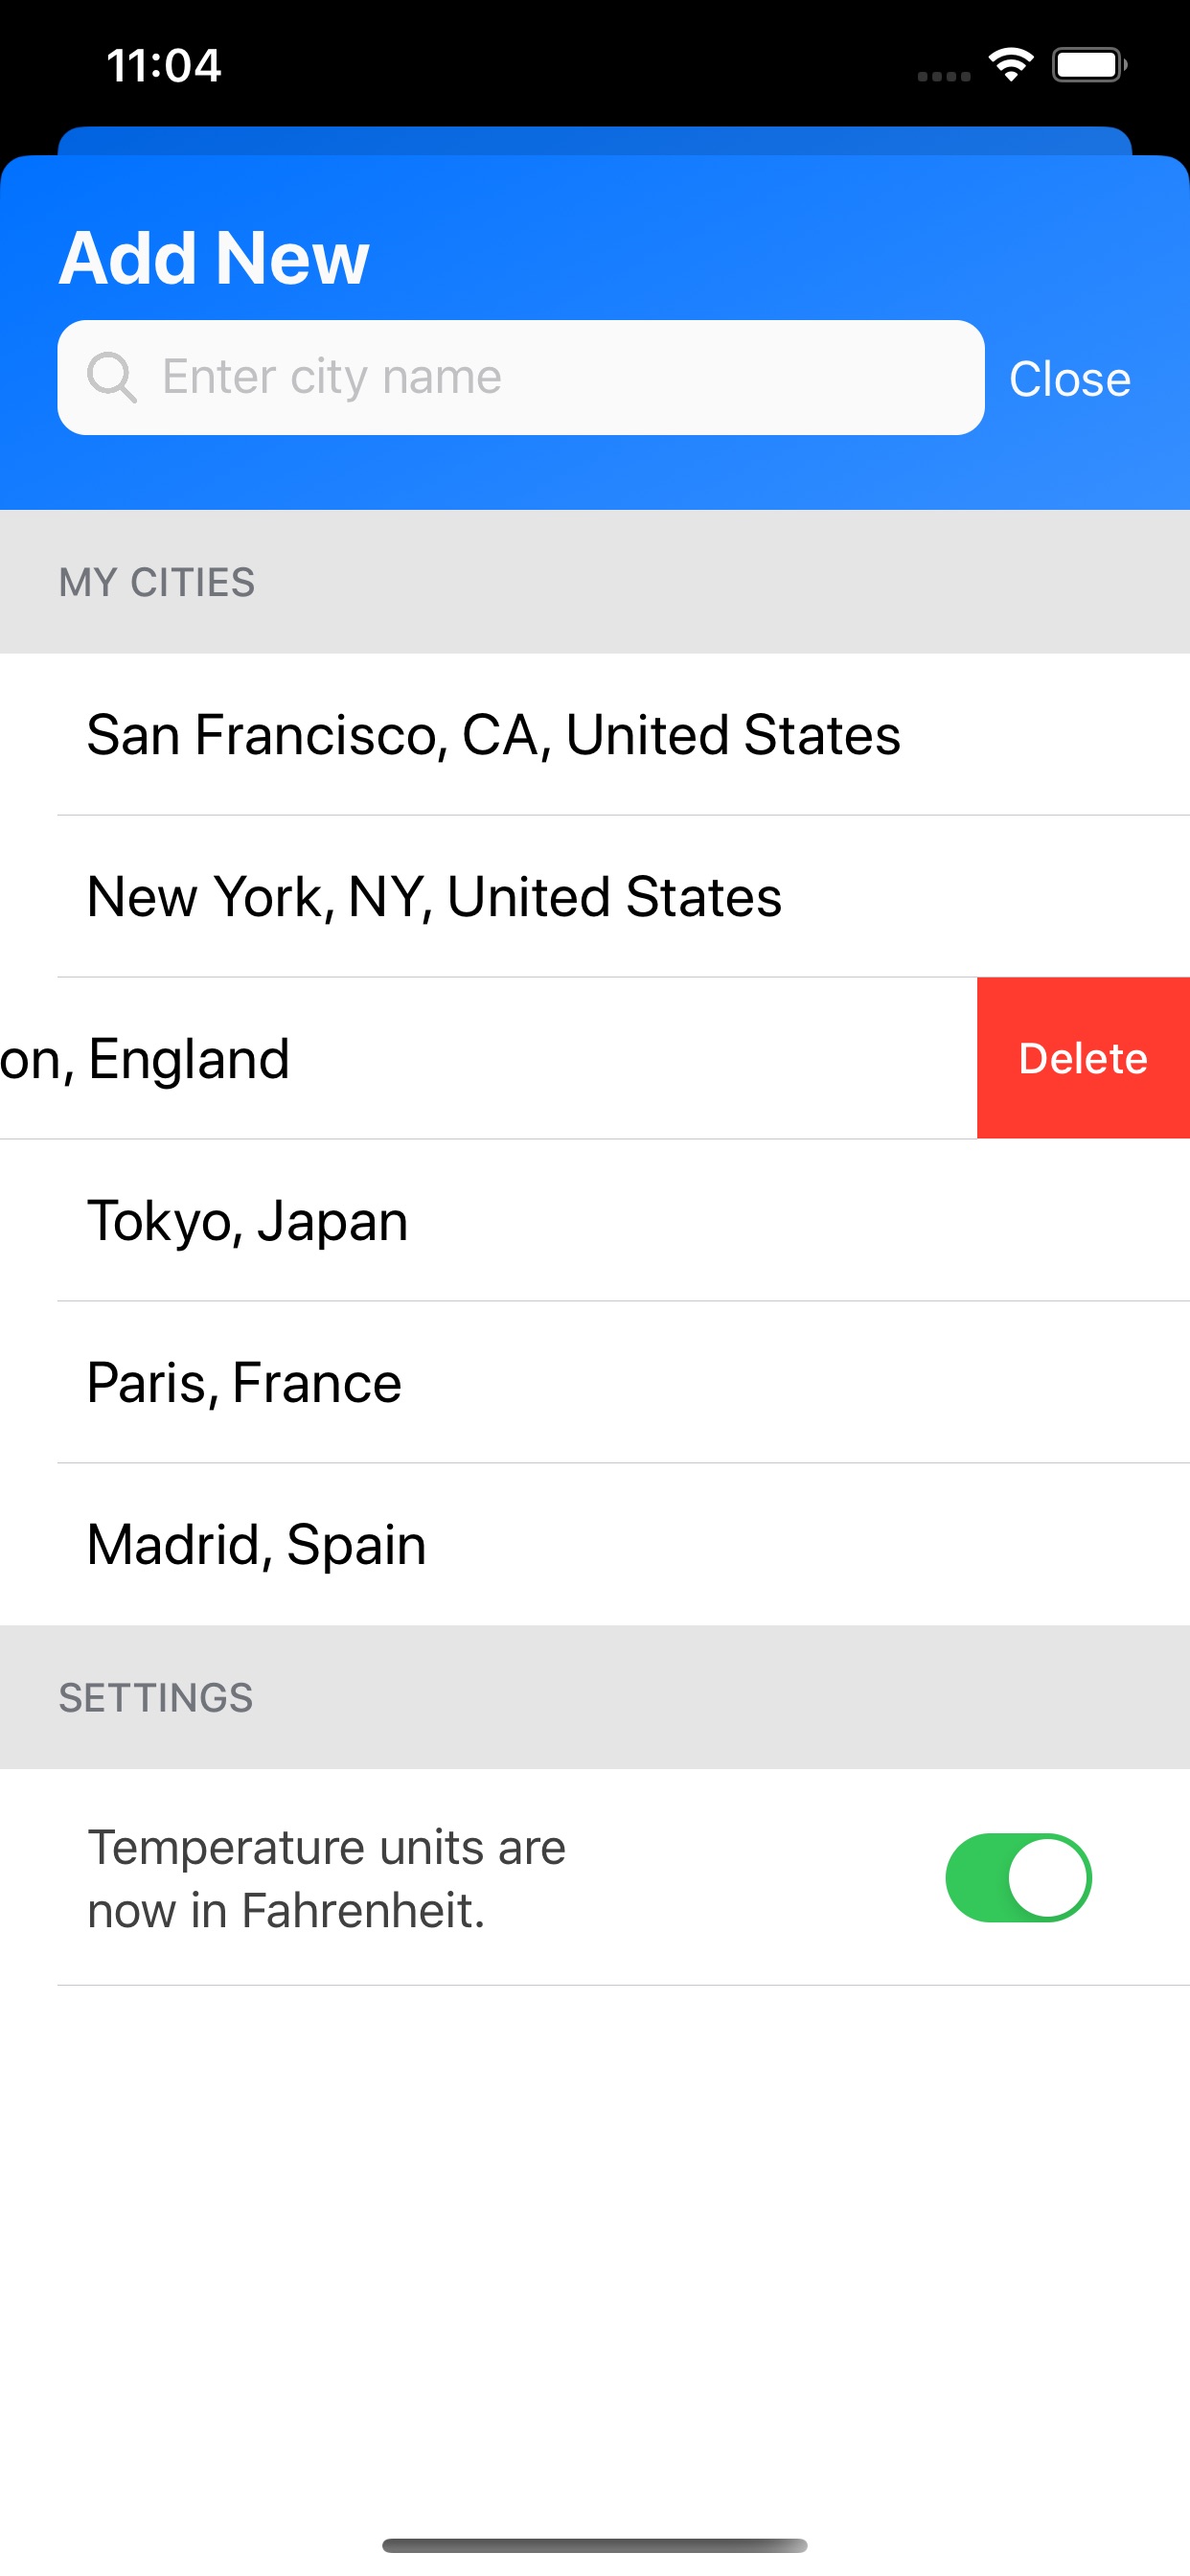 11:04
Add New
Enter city name
Close
MY CITIES
San Francisco, CA, United States
New York, NY, United States
on, England
Delete
Tokyo, Japan
Paris, France
Madrid, Spain
SETTINGS
Temperature units are
now in Fahrenheit.